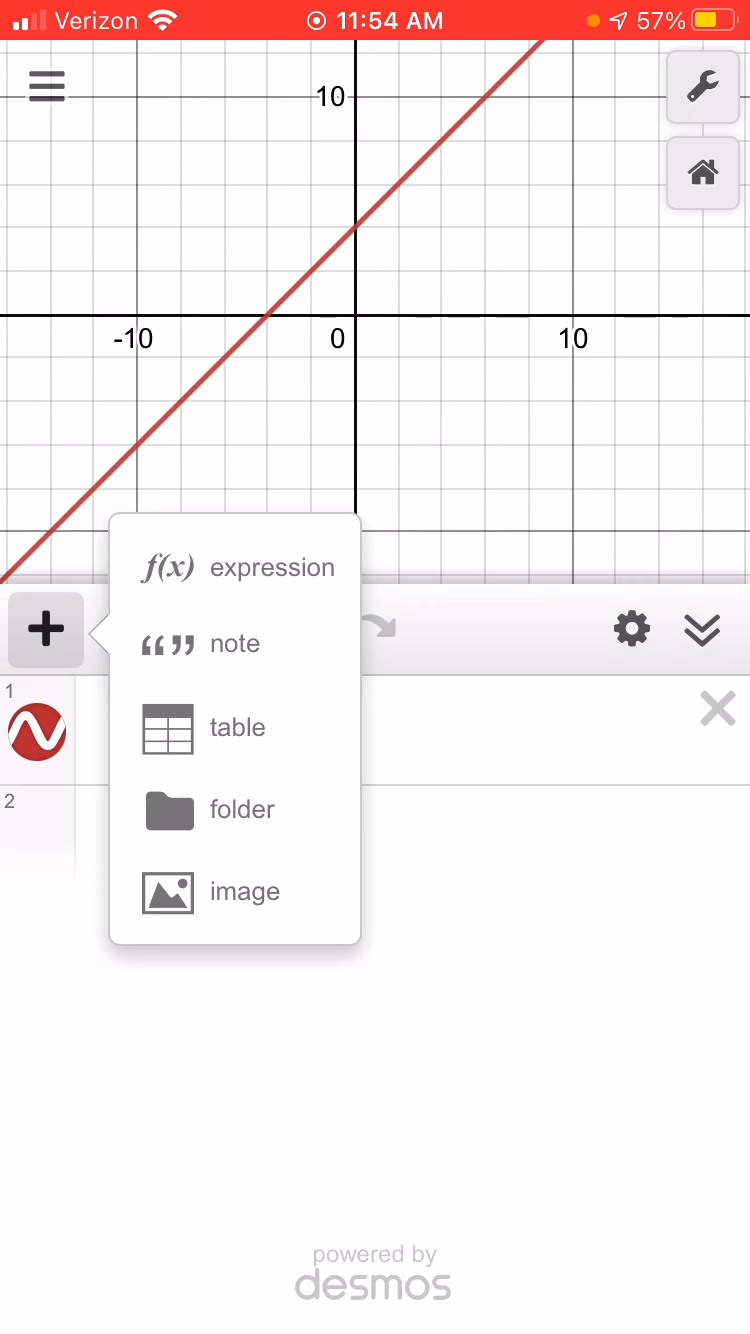 Verizon 11:54 AM 57%
10
-10 0 10
f(x) expression
“” note
1
table
2
folder
image
powered by
desmos